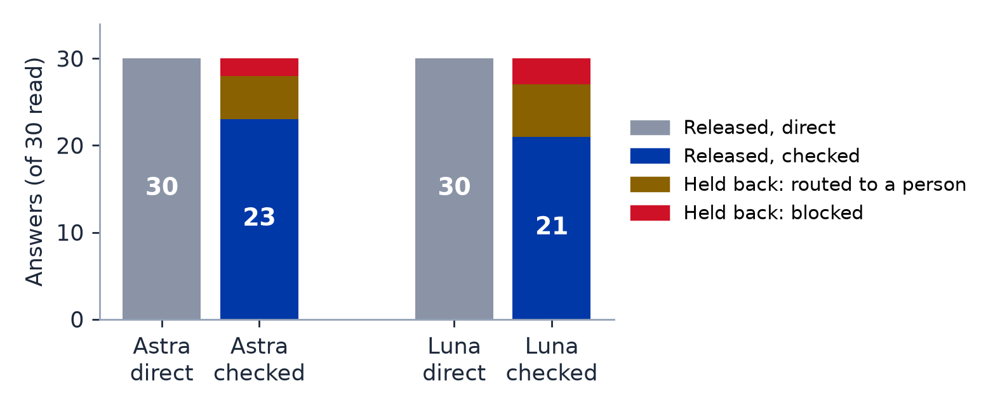 Answers (of 30 read)
30
20
10
0
30
23
30
21
Astra
direct
Astra
checked
Luna
direct
Luna
checked
Released, direct
Released, checked
Held back: routed to a person
Held back: blocked